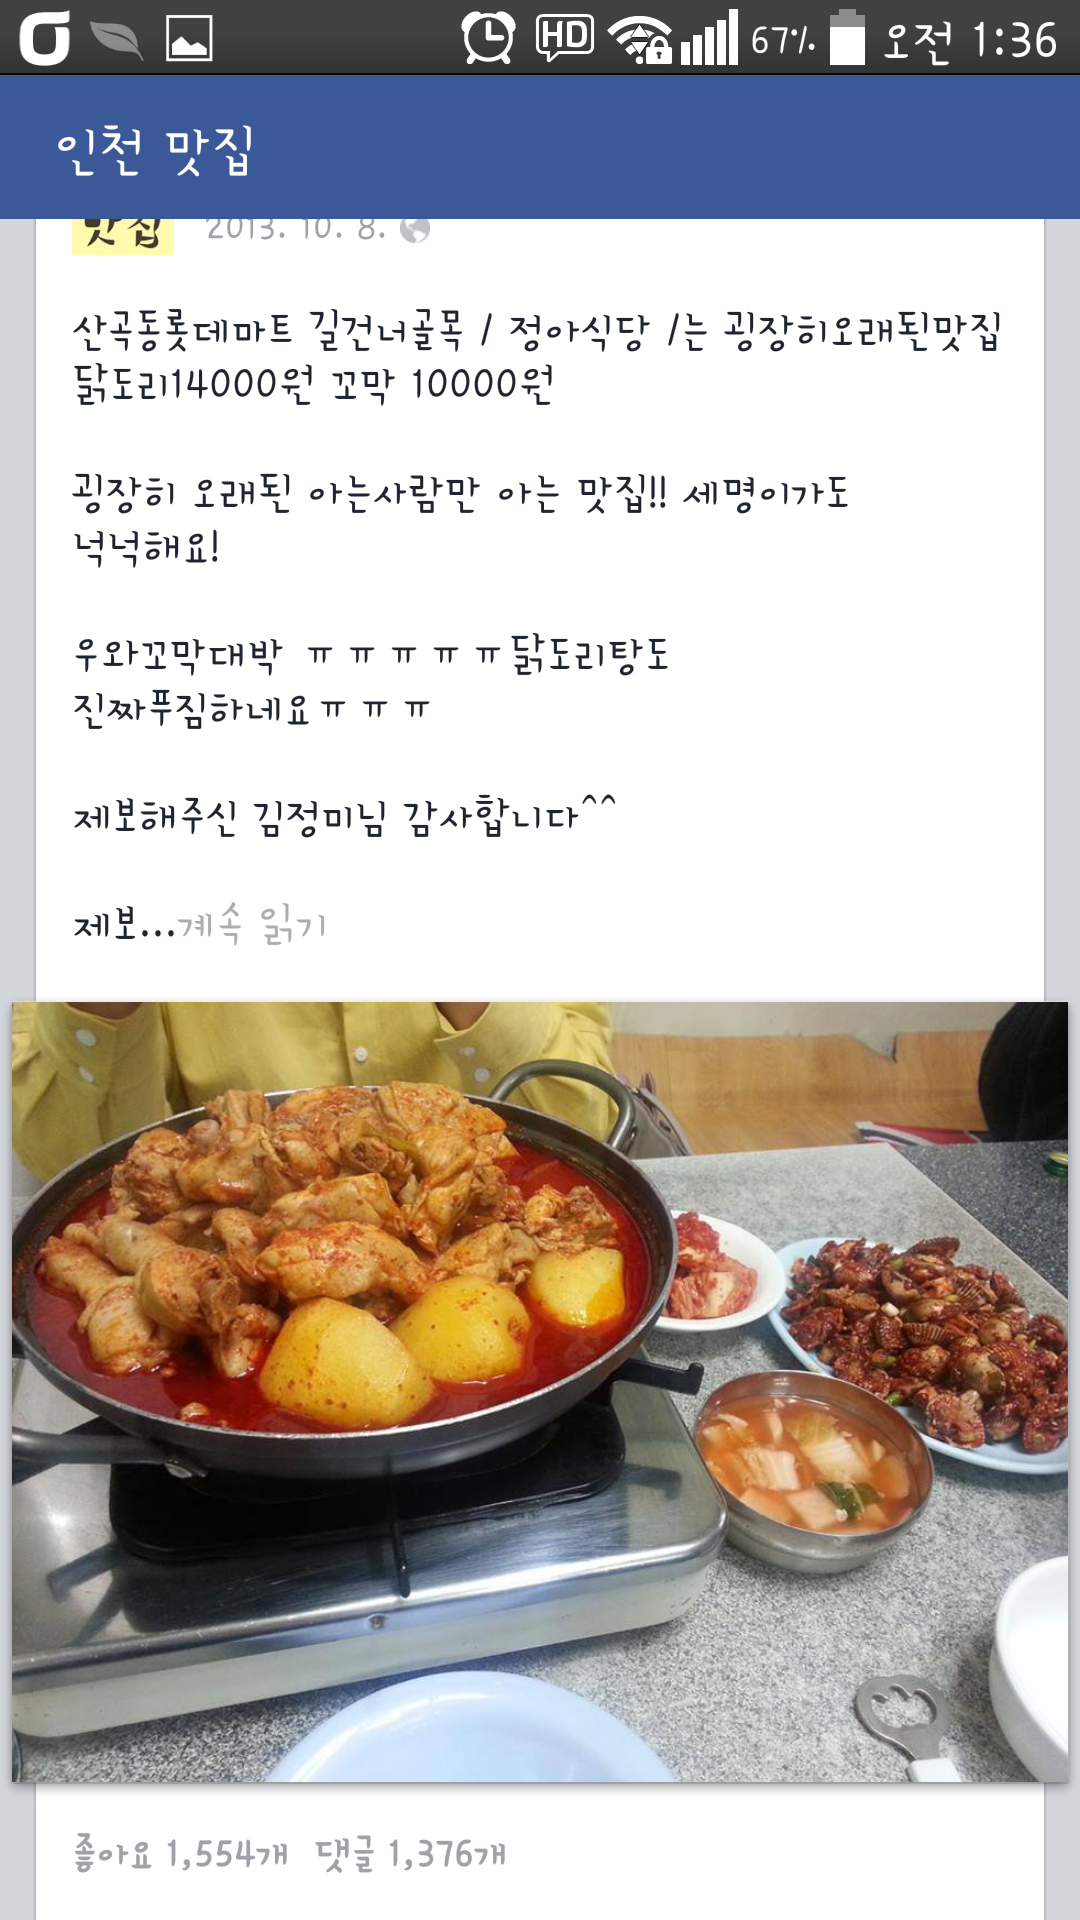 67% 오전 1:36
인천 맛집
맛집 2013. 10. 8.
산곡동롯데마트 길건너골목 / 정아식당 /는 굉장히오래된맛집
닭도리14000원 꼬막 10000원
굉장히 오래된 아는사람만 아는 맛집!! 세명이가도
넉넉해요!
우와꼬막대박 ㅠㅠㅠㅠㅠ닭도리탕도
진짜푸짐하네요ㅠㅠㅠ
제보해주신 김정미님 감사합니다^^
제보...계속 읽기
좋아요 1,554개 댓글 1,376개